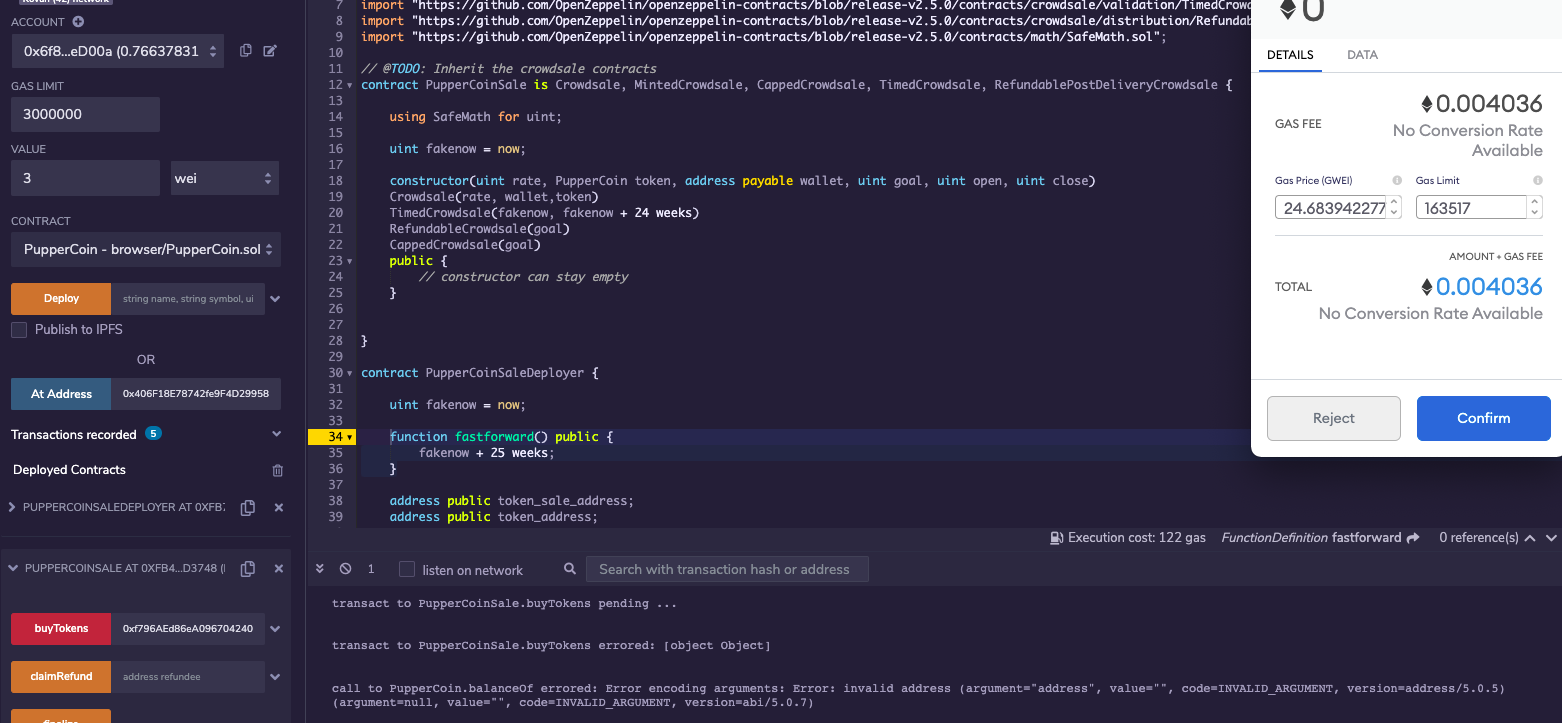 Kovan (42) network
ACCOUNT
0x6f8...eD00a (0.76637831
GAS LIMIT
3000000
VALUE
3
wei
CONTRACT
PupperCoin - browser/PupperCoin.sol
Deploy
string name, string symbol, ui
Publish to IPFS
OR
At Address
0x406F18E78742fe9F4D29958
Transactions recorded 5
Deployed Contracts
PUPPERCOINSALEDEPLOYER AT 0XFB7
PUPPERCOINSALE AT 0XFB4...D3748 (
buyTokens
0xf796AEd86eA096704240
claimRefund
address refundee
finalize
7 import "https://github.com/OpenZeppelin/openzeppelin-contracts/blob/release-v2.5.0/contracts/crowdsale/validation/TimedCrow
8 import "https://github.com/OpenZeppelin/openzeppelin-contracts/blob/release-v2.5.0/contracts/crowdsale/distribution/Refundab
9 import "https://github.com/OpenZeppelin/openzeppelin-contracts/blob/release-v2.5.0/contracts/math/SafeMath.sol";
10
11 // @TODO: Inherit the crowdsale contracts
12 contract PupperCoinSale is Crowdsale, MintedCrowdsale, CappedCrowdsale, TimedCrowdsale, RefundablePostDeliveryCrowdsale {
13
14 using SafeMath for uint;
15
16 uint fakenow = now;
17
18 constructor(uint rate, PupperCoin token, address payable wallet, uint goal, uint open, uint close)
19 Crowdsale(rate, wallet,token)
20 TimedCrowdsale(fakenow, fakenow + 24 weeks)
21 RefundableCrowdsale(goal)
22 CappedCrowdsale(goal)
23 public {
24 // constructor can stay empty
25 }
26
27
28 }
29
30 contract PupperCoinSaleDeployer {
31
32 uint fakenow = now;
33
34 function fastforward() public {
35 fakenow + 25 weeks;
36 }
37
38 address public token_sale_address;
39 address public token_address;
Execution cost: 122 gas FunctionDefinition fastforward 0 reference(s)
1 listen on network
Search with transaction hash or address
transact to PupperCoinSale.buyTokens pending ...
transact to PupperCoinSale.buyTokens errored: [object Object]
call to PupperCoin.balanceOf errored: Error encoding arguments: Error: invalid address (argument="address", value="", code=INVALID_ARGUMENT, version=address/5.0.5)
(argument=null, value="", code=INVALID_ARGUMENT, version=abi/5.0.7)
0
DETAILS
DATA
GAS FEE
0.004036
No Conversion Rate
Available
Gas Price (GWEI)
Gas Limit
24.683942277
163517
AMOUNT + GAS FEE
TOTAL
0.004036
No Conversion Rate Available
Reject
Confirm